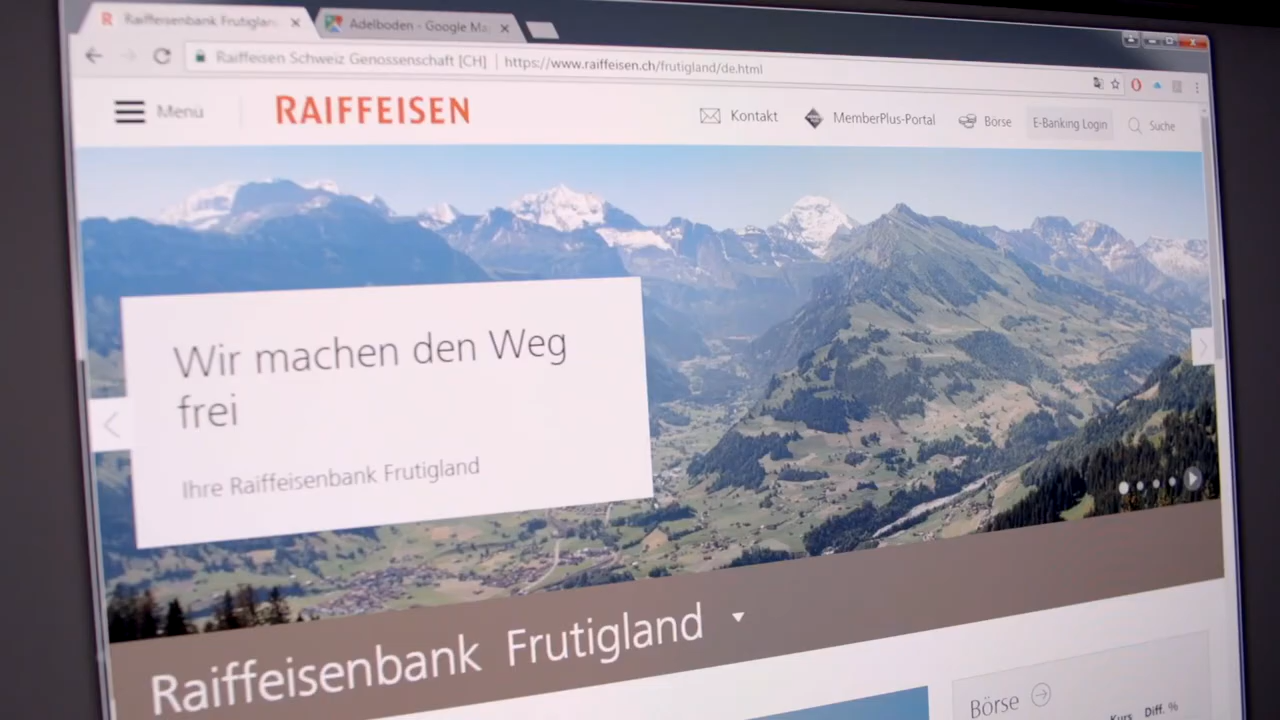 Raiffeisenbank Frutiglan
Adelboden - Google Ma
Raiffeisen Schweiz Genossenschaft [CH]
https://www.raiffeisen.ch/frutigland/de.html
Menü
RAIFFEISEN
Kontakt
MemberPlus-Portal
Börse
E-Banking Login
Suche
Wir machen den Weg
frei
Ihre Raiffeisenbank Frutigland
Raiffeisenbank Frutigland
Börse
Kurs Diff. %